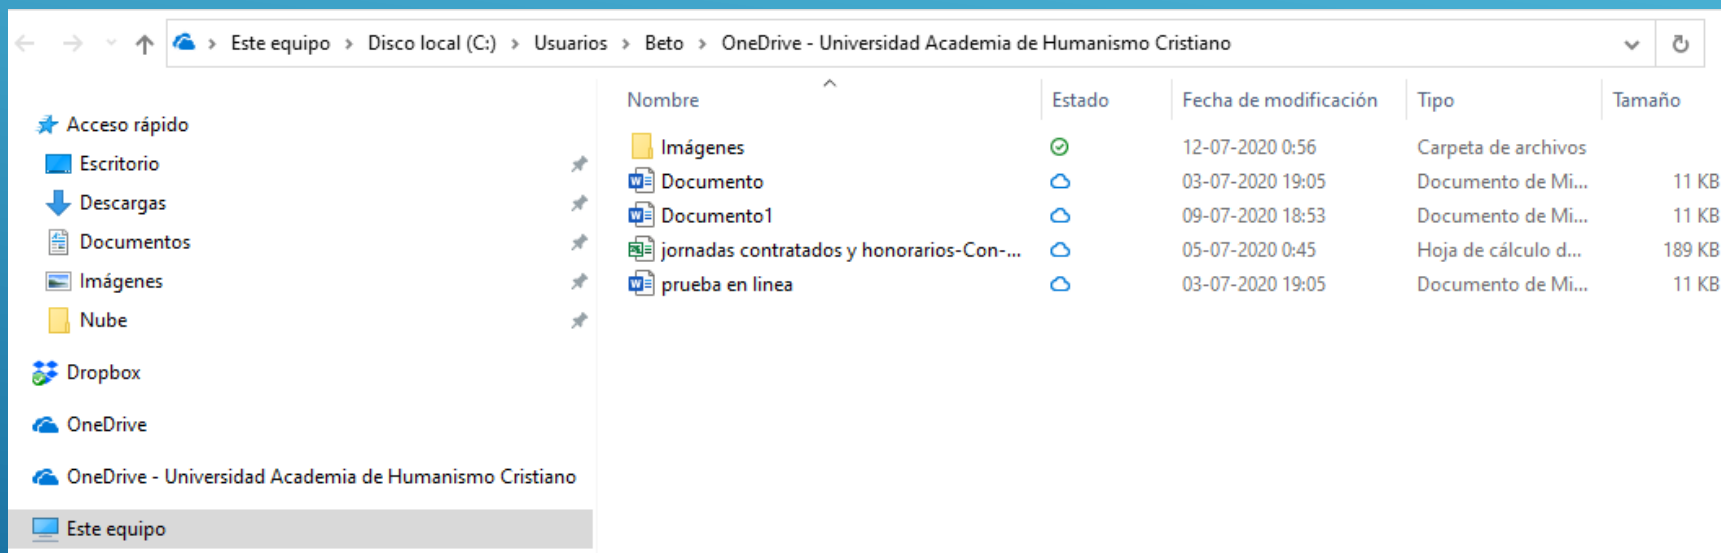 Este equipo > Disco local (C:) > Usuarios > Beto > OneDrive - Universidad Academia de Humanismo Cristiano
Acceso rápido
Escritorio
Descargas
Documentos
Imágenes
Nube
Dropbox
OneDrive
OneDrive - Universidad Academia de Humanismo Cristiano
Este equipo
Nombre Estado Fecha de modificación Tipo Tamaño
Imágenes 12-07-2020 0:56 Carpeta de archivos
Documento 03-07-2020 19:05 Documento de Mi... 11 KB
Documento1 09-07-2020 18:53 Documento de Mi... 11 KB
jornadas contratados y honorarios-Con-... 05-07-2020 0:45 Hoja de cálculo d... 189 KB
prueba en linea 03-07-2020 19:05 Documento de Mi... 11 KB